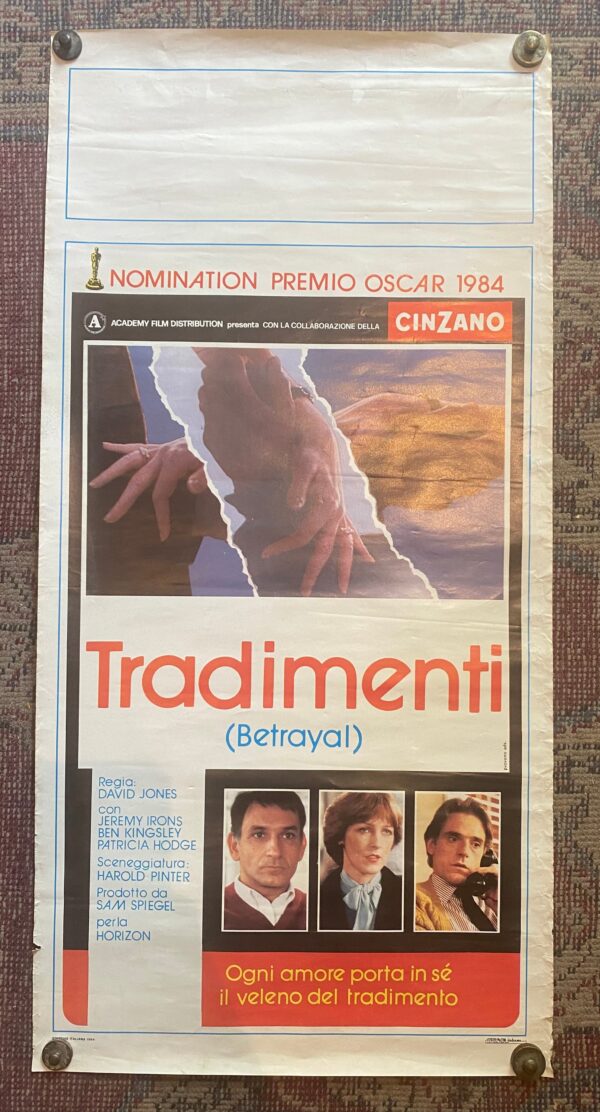 NOMINATION PREMIO OSCAR 1984
A ACADEMY FILM DISTRIBUTION presenta CON LA COLLABORAZIONE DELLA CINZANO
Tradimenti
(Betrayal)
Regia:
DAVID JONES
con
JEREMY IRONS
BEN KINGSLEY
PATRICIA HODGE
Sceneggiatura:
HAROLD PINTER
Prodotto da
SAM SPIEGEL
perla
HORIZON
Ogni amore porta in sé
il veleno del tradimento